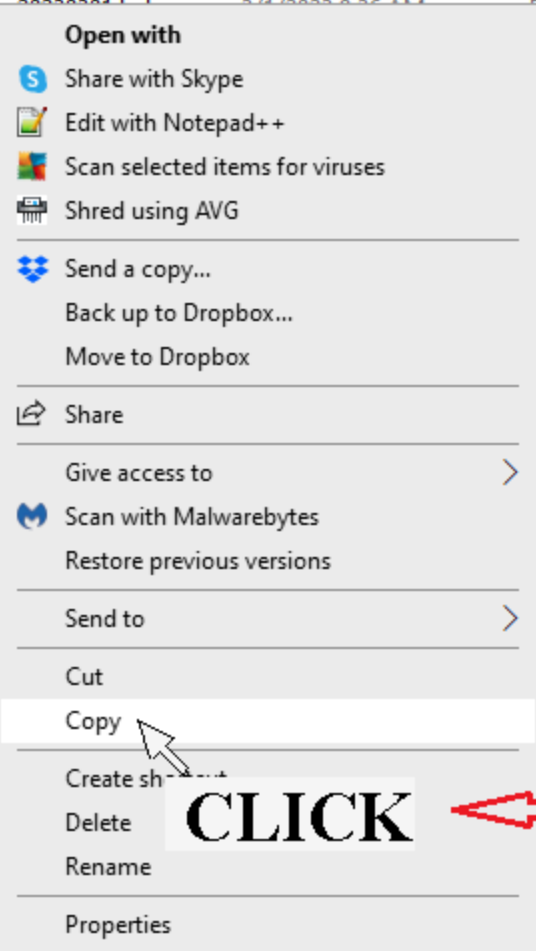 Open with
Share with Skype
Edit with Notepad++
Scan selected items for viruses
Shred using AVG
Send a copy...
Back up to Dropbox...
Move to Dropbox
Share
Give access to
Scan with Malwarebytes
Restore previous versions
Send to
Cut
Copy
Create shortcut
CLICK
Delete
Rename
Properties